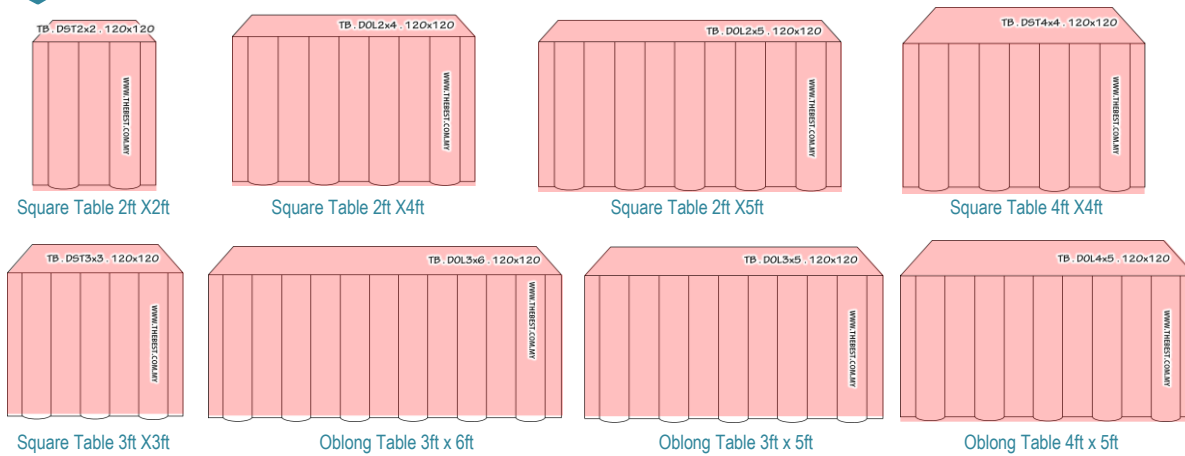 TB . DST2x2 . 120x120
WWW.THEBEST.COM.MY
Square Table 2ft X2ft
TB . DOL2x4 . 120x120
WWW.THEBEST.COM.MY
Square Table 2ft X4ft
TB . DOL2x5 . 120x120
WWW.THEBEST.COM.MY
Square Table 2ft X5ft
TB . DST4x4 . 120x120
WWW.THEBEST.COM.MY
Square Table 4ft X4ft
TB . DST3x3 . 120x120
WWW.THEBEST.COM.MY
Square Table 3ft X3ft
TB . DOL3x6 . 120x120
WWW.THEBEST.COM.MY
Oblong Table 3ft x 6ft
TB . DOL3x5 . 120x120
WWW.THEBEST.COM.MY
Oblong Table 3ft x 5ft
TB . DOL4x5 . 120x120
WWW.THEBEST.COM.MY
Oblong Table 4ft x 5ft